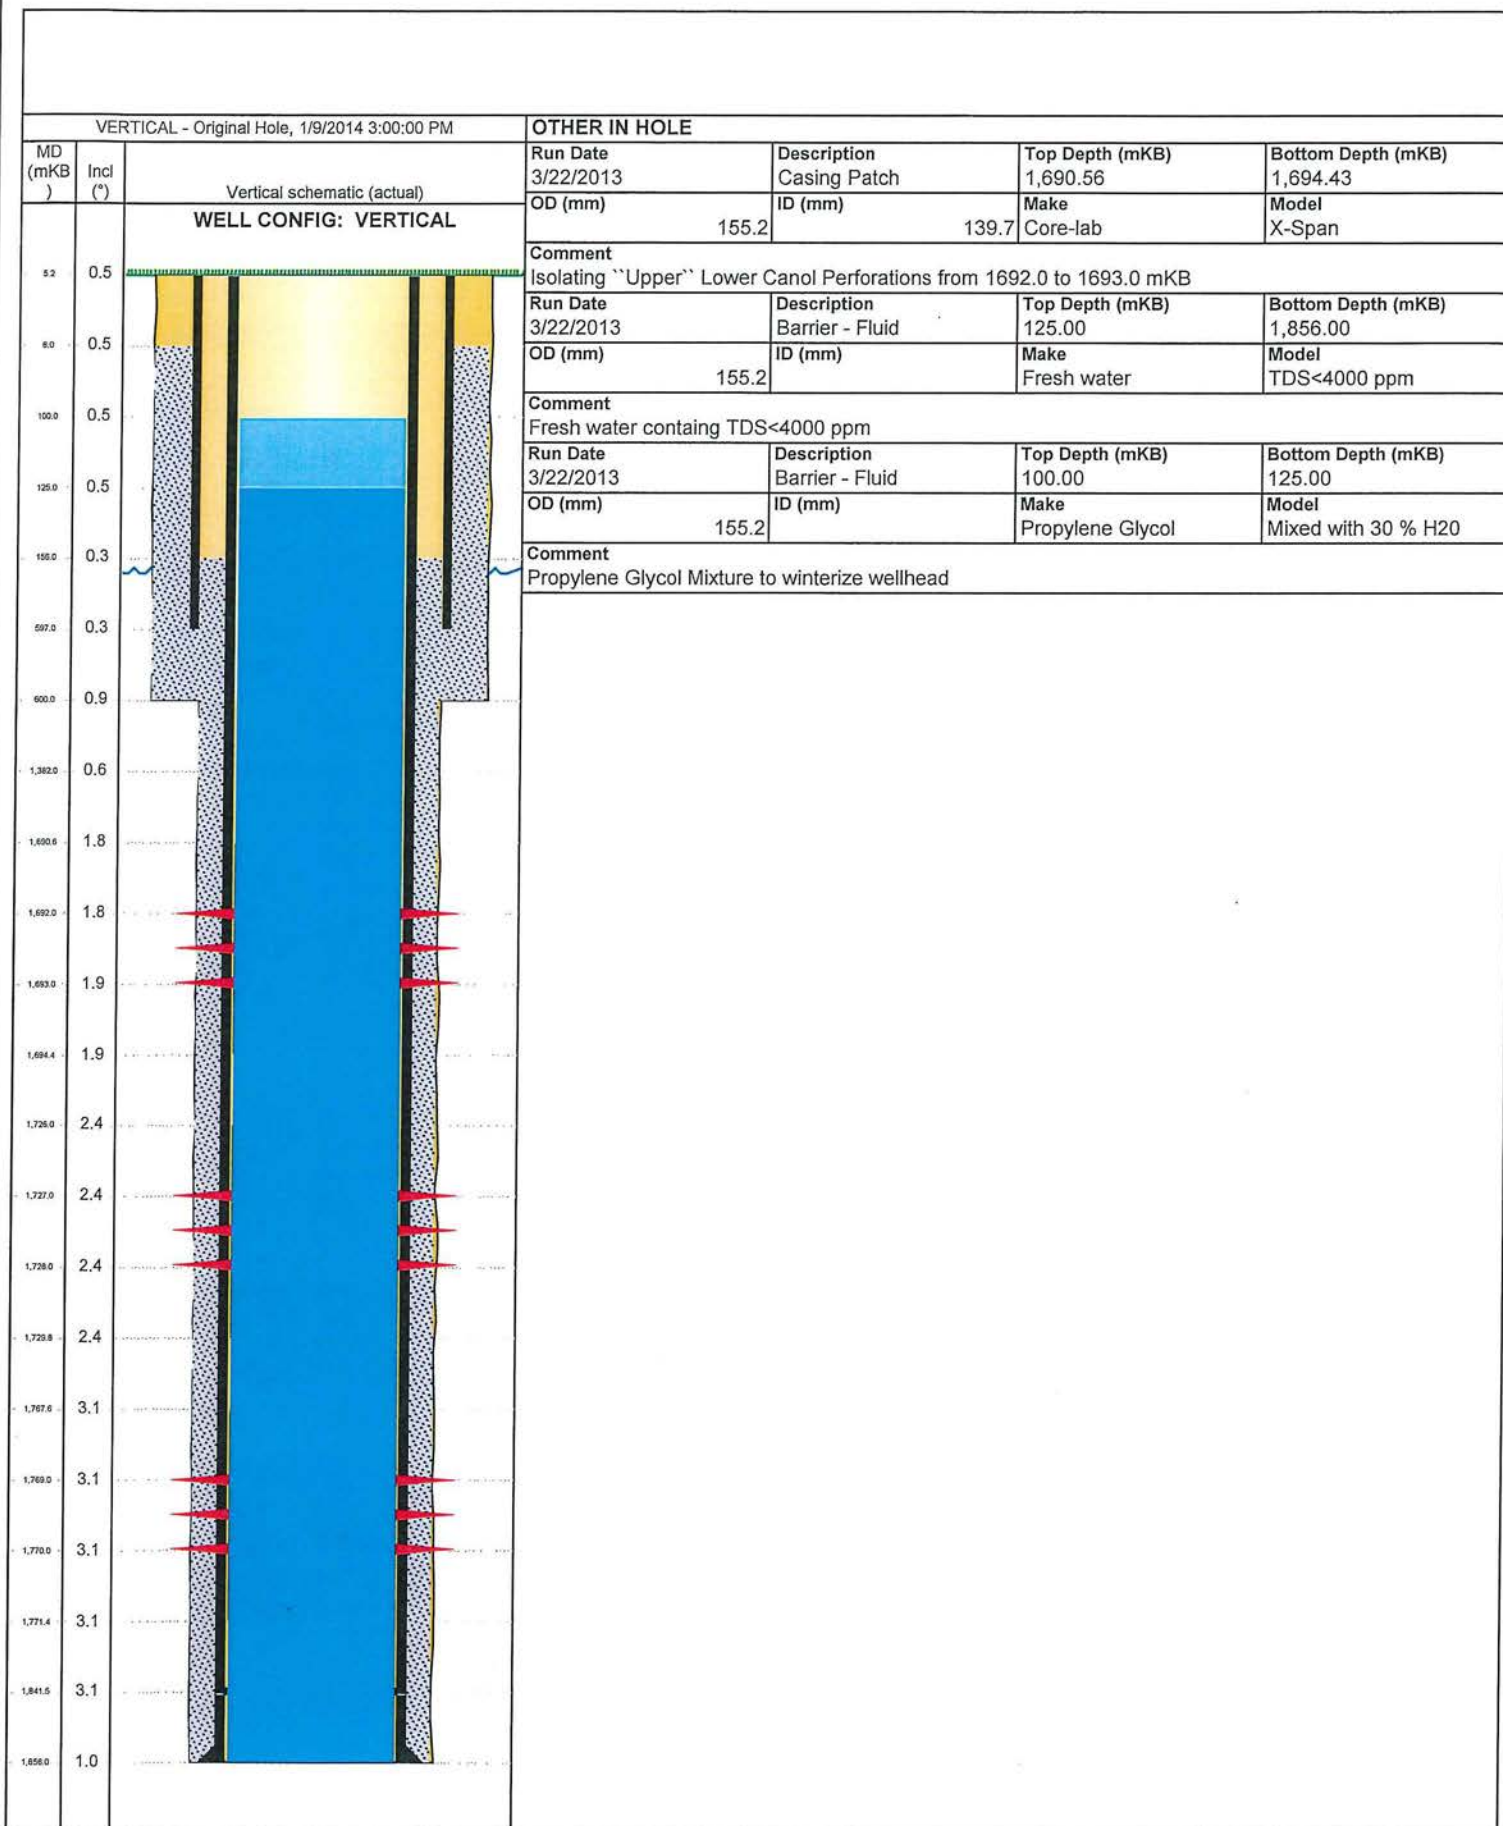 VERTICAL - Original Hole, 1/9/2014 3:00:00 PM
MD (mKB) Incl (°) Vertical schematic (actual)
WELL CONFIG: VERTICAL
5.2 0.5
8.0 0.5
100.0 0.5
125.0 0.5
0.3
597.0 0.3
600.0 0.9
1,382.0 0.6
1,690.6 1.8
1,692.0 1.8
1,693.0 1.9
1,694.4 1.9
2.4
1,727.0 2.4
1,728.0 2.4
1,729.8 2.4
1,767.6 3.1
1,769.0 3.1
1,770.0 3.1
1,771.4 3.1
1,841.5 3.1
1,856.0 1.0
OTHER IN HOLE
Run Date Description Top Depth (mKB) Bottom Depth (mKB)
3/22/2013 Casing Patch 1,690.56 1,694.43
OD (mm) ID (mm) Make Model
155.2 139.7 Core-lab X-Span
Comment
Isolating ``Upper`` Lower Canol Perforations from 1692.0 to 1693.0 mKB
Run Date Description Top Depth (mKB) Bottom Depth (mKB)
3/22/2013 Barrier - Fluid 125.00 1,856.00
OD (mm) ID (mm) Make Model
155.2 Fresh water TDS<4000 ppm
Comment
Fresh water containg TDS<4000 ppm
Run Date Description Top Depth (mKB) Bottom Depth (mKB)
3/22/2013 Barrier - Fluid 100.00 125.00
OD (mm) ID (mm) Make Model
155.2 Propylene Glycol Mixed with 30 % H20
Comment
Propylene Glycol Mixture to winterize wellhead